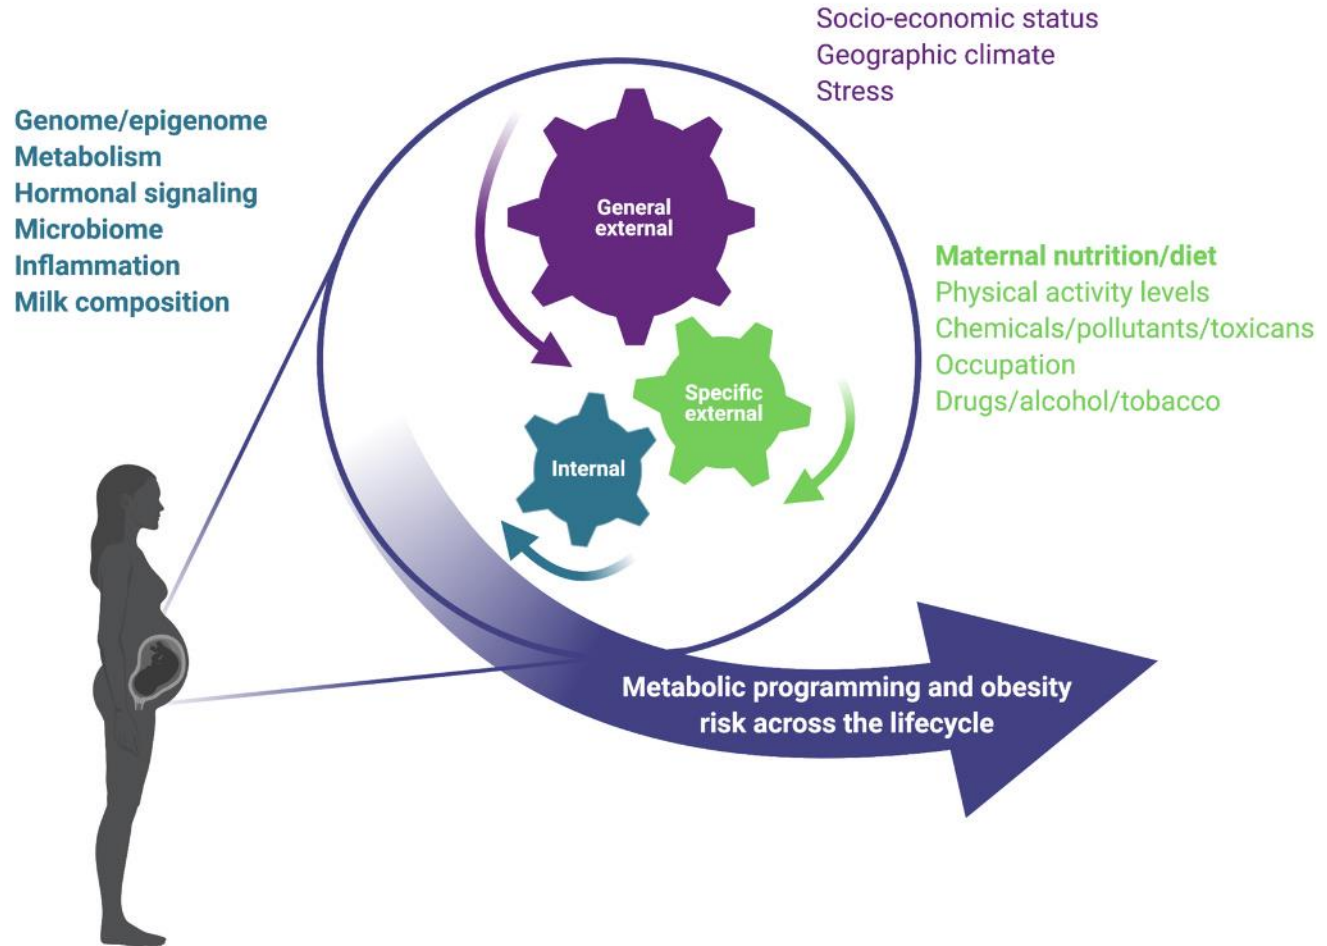 Socio-economic status
Geographic climate
Stress
Genome/epigenome
Metabolism
Hormonal signaling
Microbiome
Inflammation
Milk composition
General
external
Maternal nutrition/diet
Physical activity levels
Chemicals/pollutants/toxicans
Occupation
Drugs/alcohol/tobacco
Specific
external
Internal
Metabolic programming and obesity
risk across the lifecycle